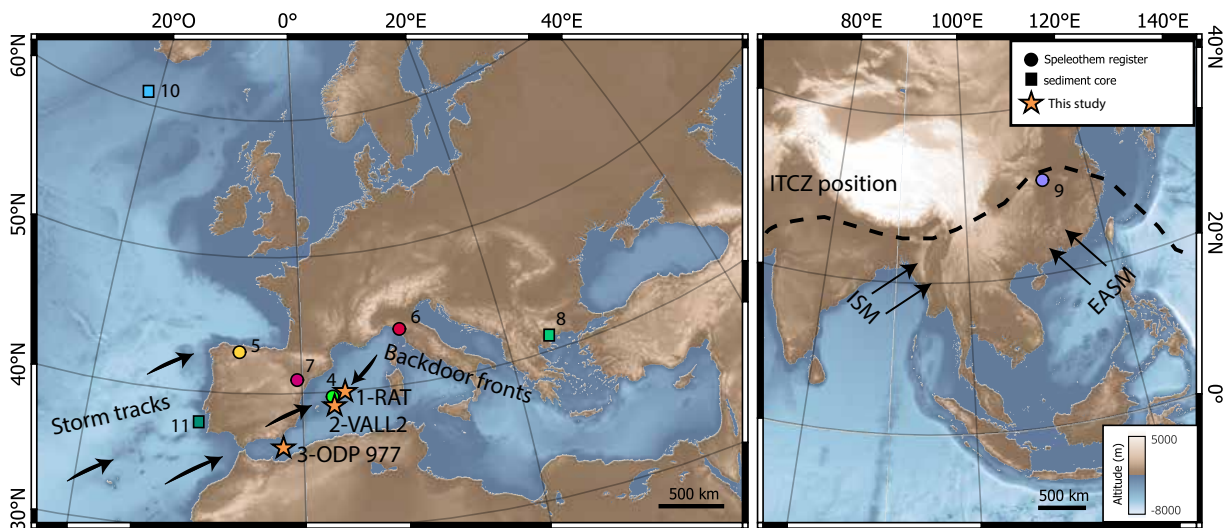 20°O 0° 20°E 40°E
80°E 100°E 120°E 140°E
60°N
50°N
40°N
30°N
40°N
20°N
0°
10
Speleothem register
sediment core
This study
ITCZ position
9
ISM
EASM
6
8
5
7
4
Backdoor fronts
1-RAT
2-VALL2
Storm tracks
11
3-ODP 977
500 km
500 km
Altitude (m)
5000
-8000